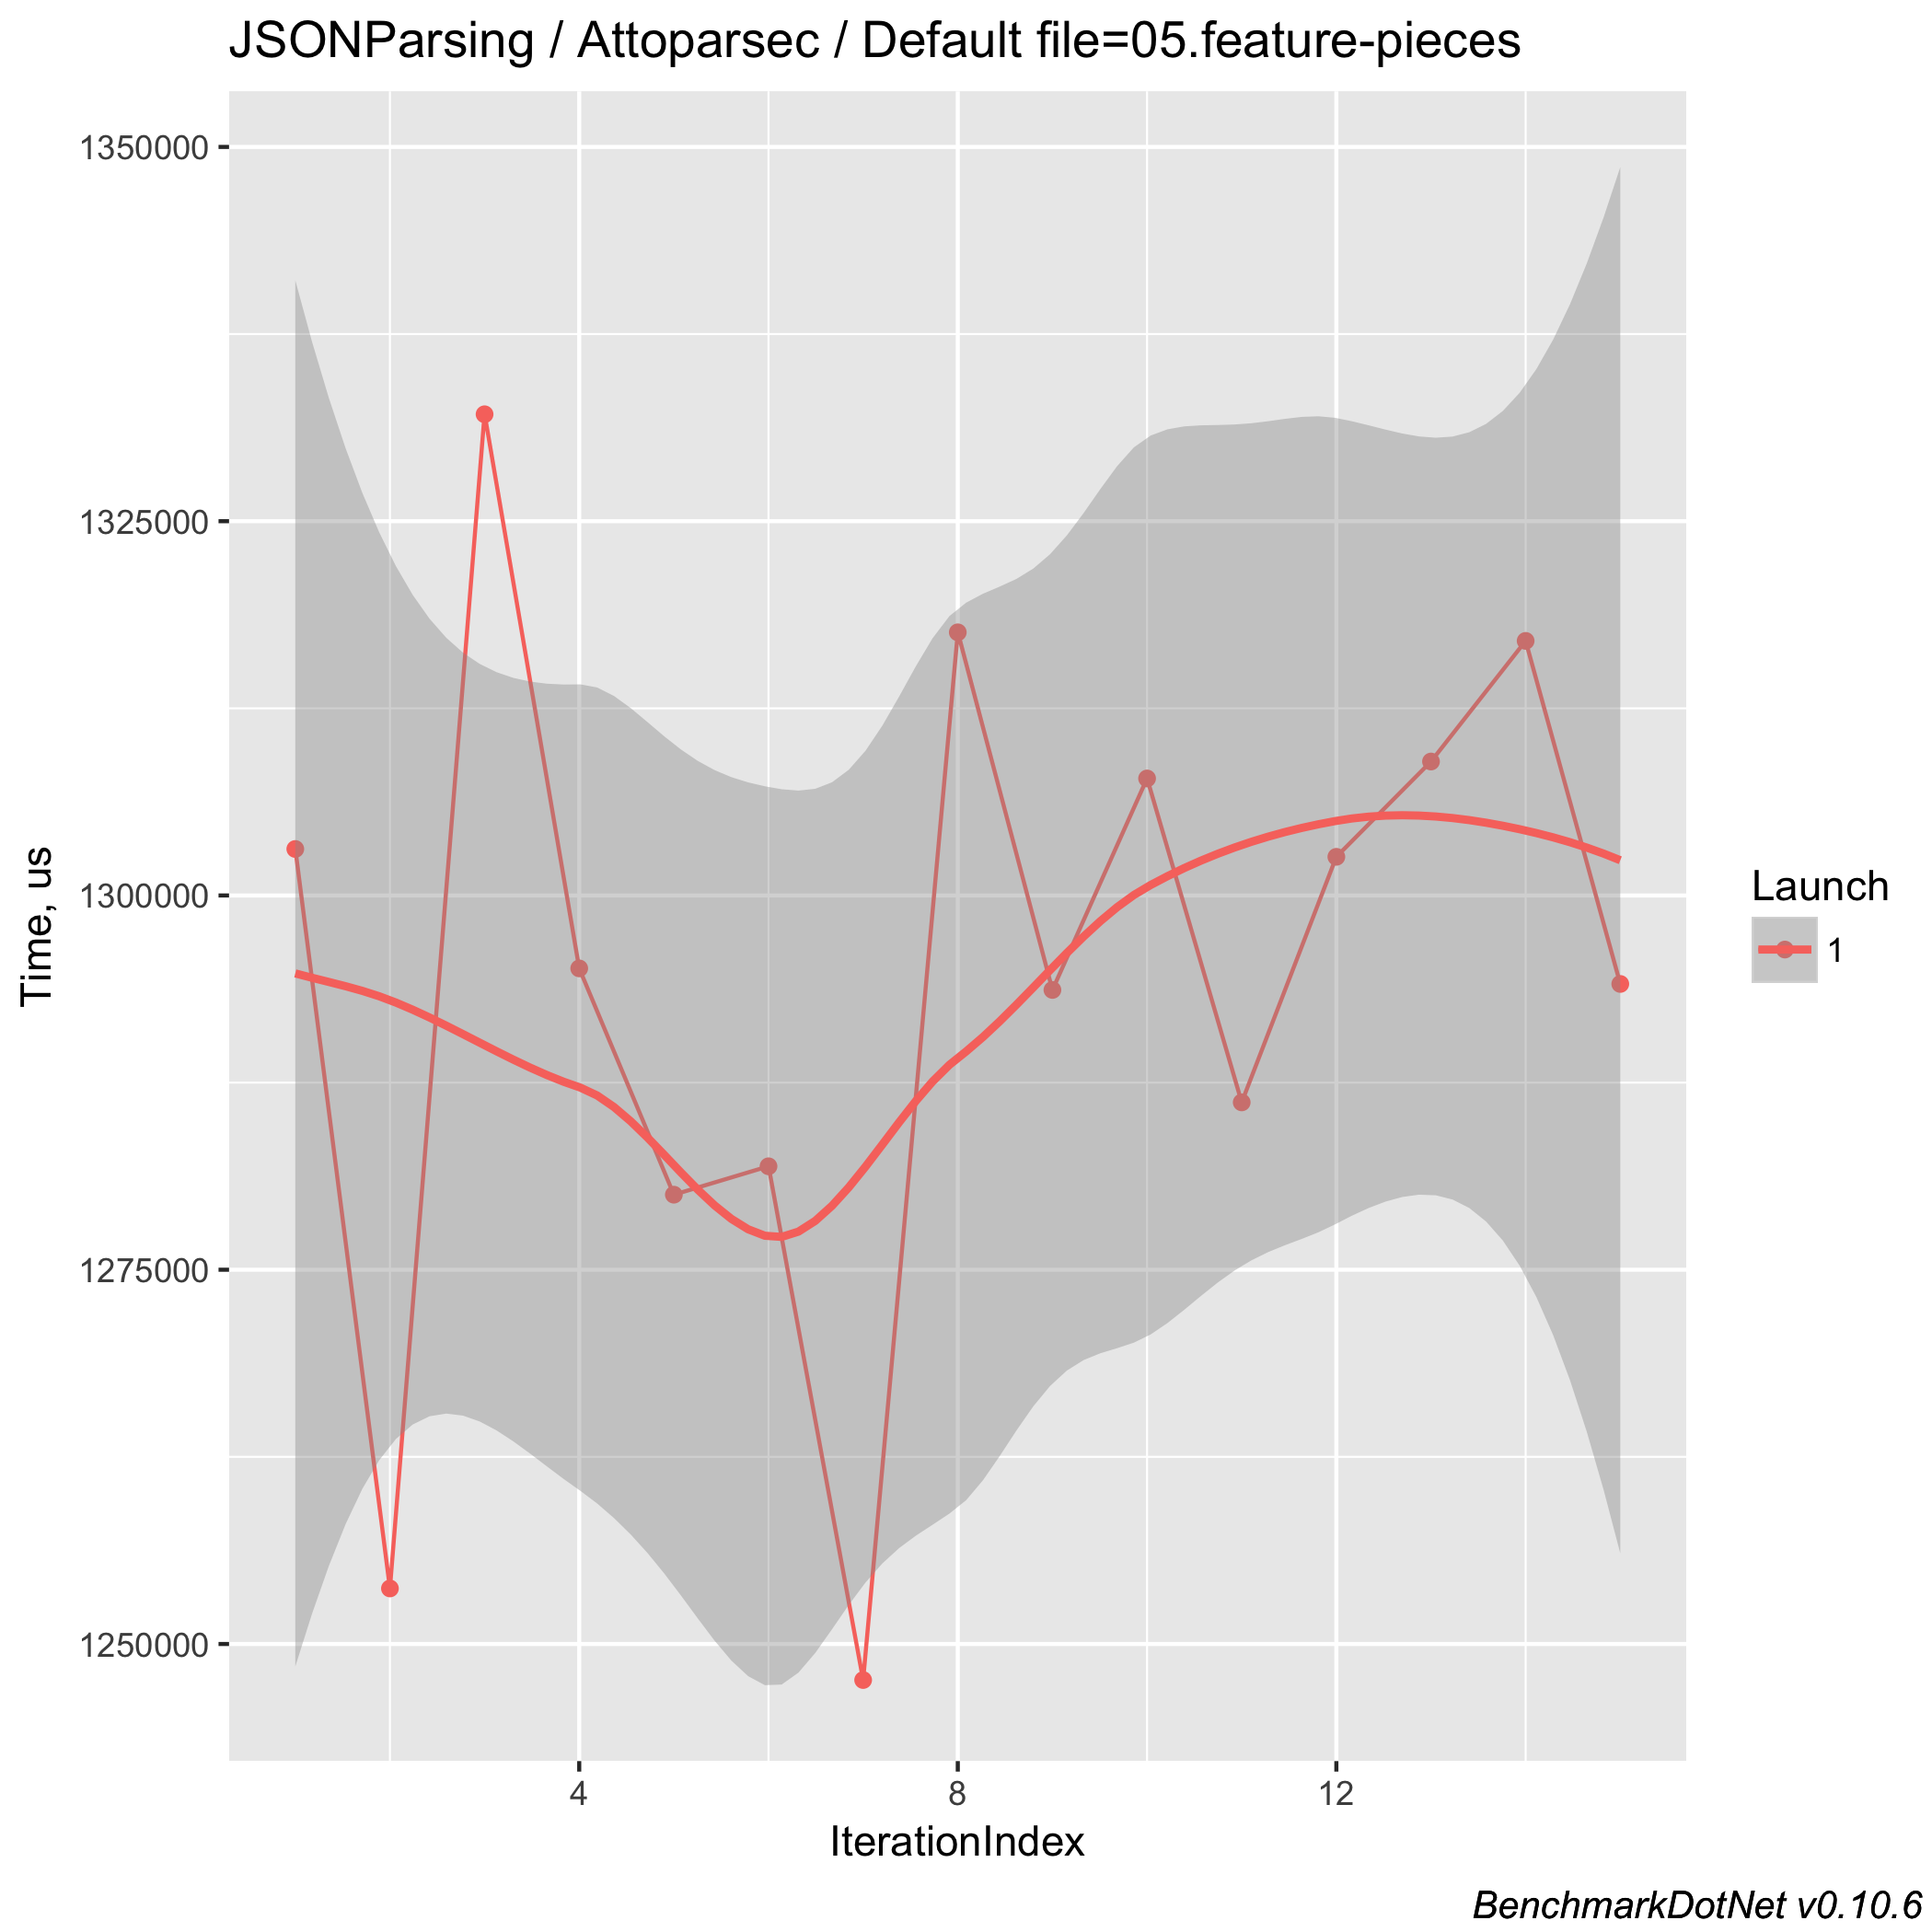 JSONParsing / Attoparsec / Default file=05.feature-pieces
1350000
1325000
1300000
1275000
1250000
Time, us
4 8 12
IterationIndex
Launch
1
BenchmarkDotNet v0.10.6